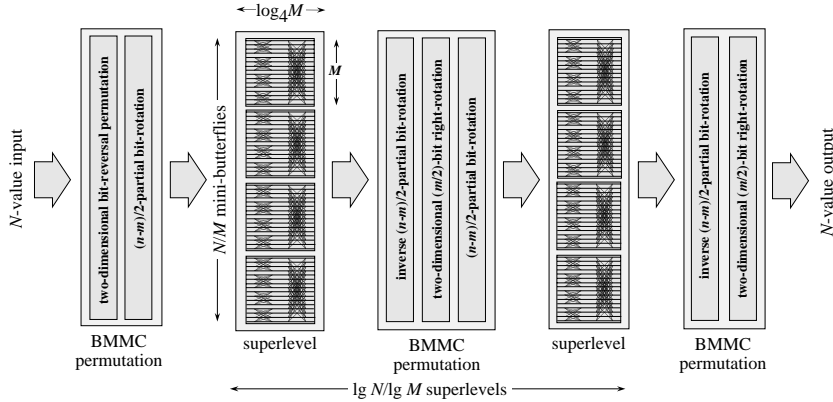 log4M
N-value input
two-dimensional bit-reversal permutation
(n-m)/2-partial bit-rotation
BMMC
permutation
N/M mini-butterflies
M
superlevel
inverse (n-m)/2-partial bit-rotation
two-dimensional (m/2)-bit right-rotation
(n-m)/2-partial bit-rotation
BMMC
permutation
superlevel
inverse (n-m)/2-partial bit-rotation
two-dimensional (m/2)-bit right-rotation
BMMC
permutation
N-value output
lg N/lg M superlevels